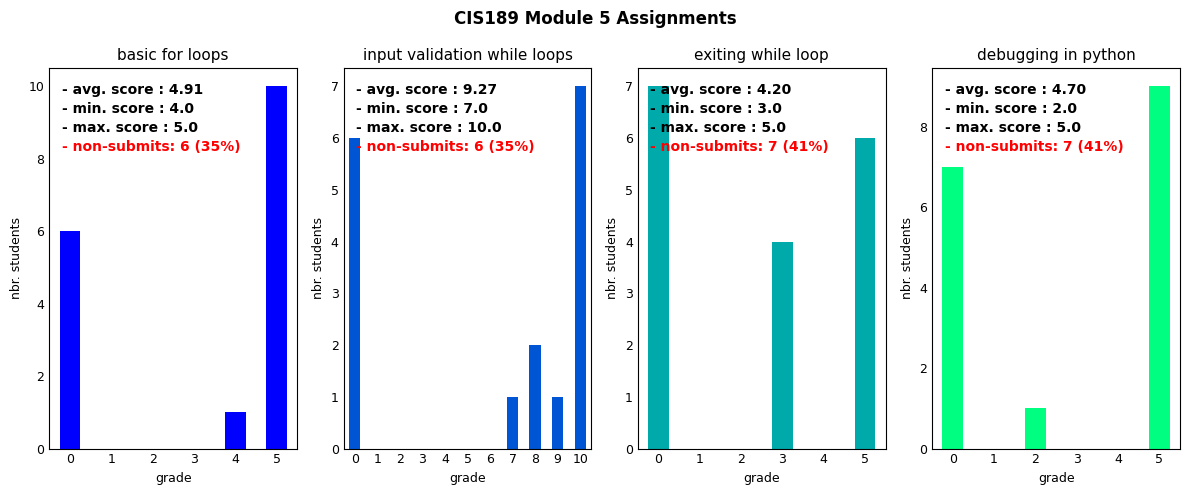 CIS189 Module 5 Assignments
basic for loops
- avg. score : 4.91
- min. score : 4.0
- max. score : 5.0
- non-submits: 6 (35%)
nbr. students
10
8
6
4
2
0
0 1 2 3 4 5
grade
input validation while loops
- avg. score : 9.27
- min. score : 7.0
- max. score : 10.0
- non-submits: 6 (35%)
nbr. students
7
6
5
4
3
2
1
0
0 1 2 3 4 5 6 7 8 9 10
grade
exiting while loop
- avg. score : 4.20
- min. score : 3.0
- max. score : 5.0
- non-submits: 7 (41%)
nbr. students
7
6
5
4
3
2
1
0
0 1 2 3 4 5
grade
debugging in python
- avg. score : 4.70
- min. score : 2.0
- max. score : 5.0
- non-submits: 7 (41%)
nbr. students
8
6
4
2
0
0 1 2 3 4 5
grade